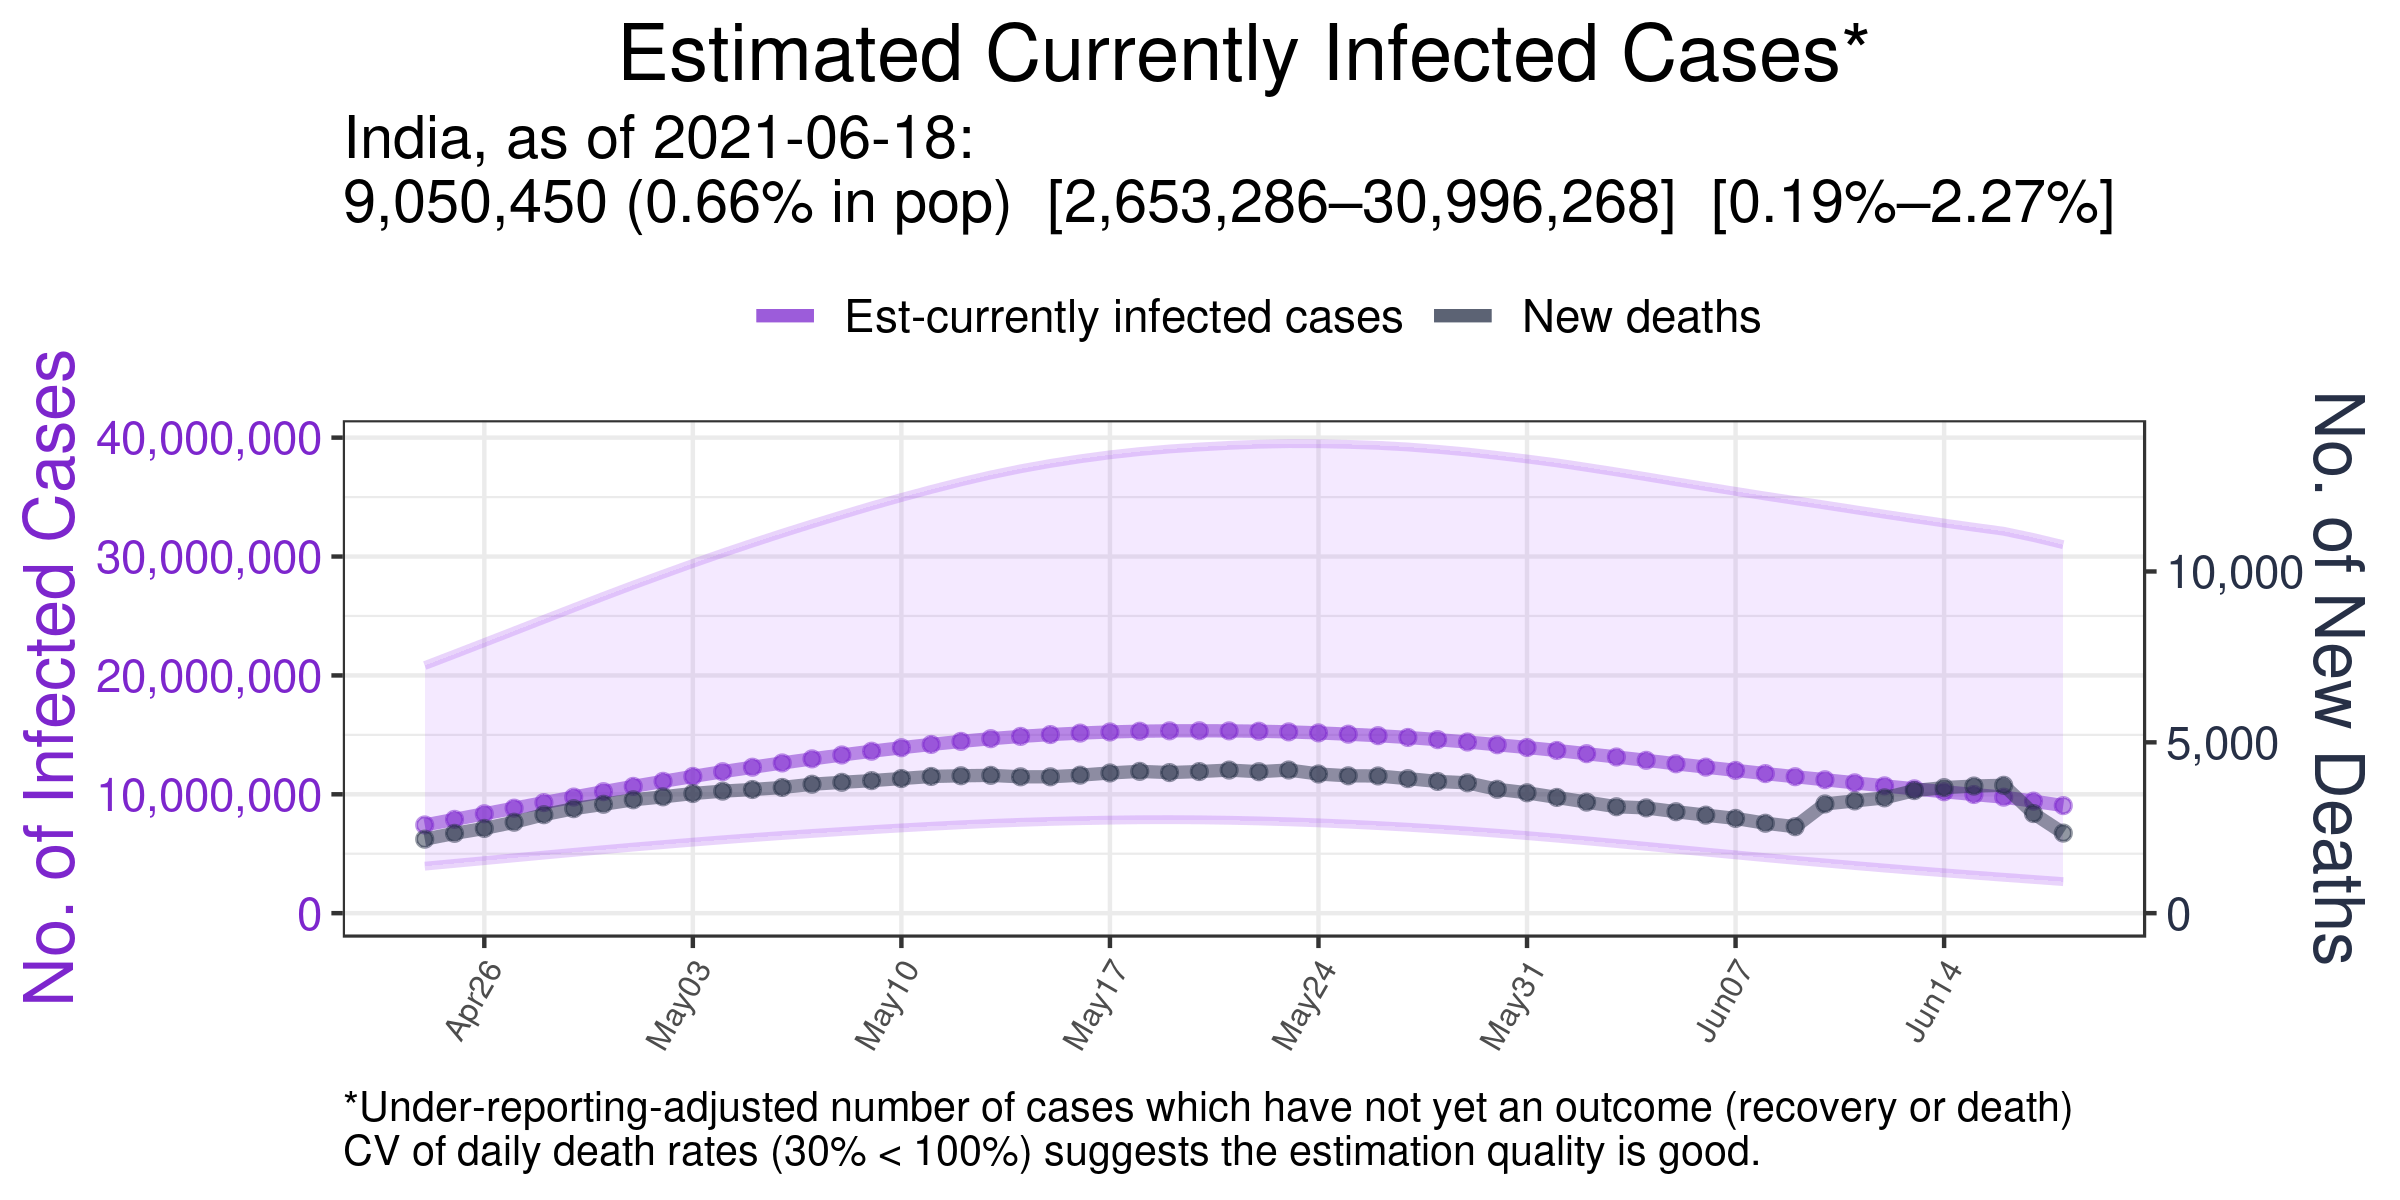 Estimated Currently Infected Cases*
India, as of 2021-06-18:
9,050,450 (0.66% in pop)  [2,653,286–30,996,268]  [0.19%–2.27%]
Est-currently infected cases
New deaths
No. of Infected Cases
40,000,000
30,000,000
20,000,000
10,000,000
0
10,000
5,000
0
No. of New Deaths
Apr26
May03
May10
May17
May24
May31
Jun07
Jun14
*Under-reporting-adjusted number of cases which have not yet an outcome (recovery or death)
CV of daily death rates (30% < 100%) suggests the estimation quality is good.